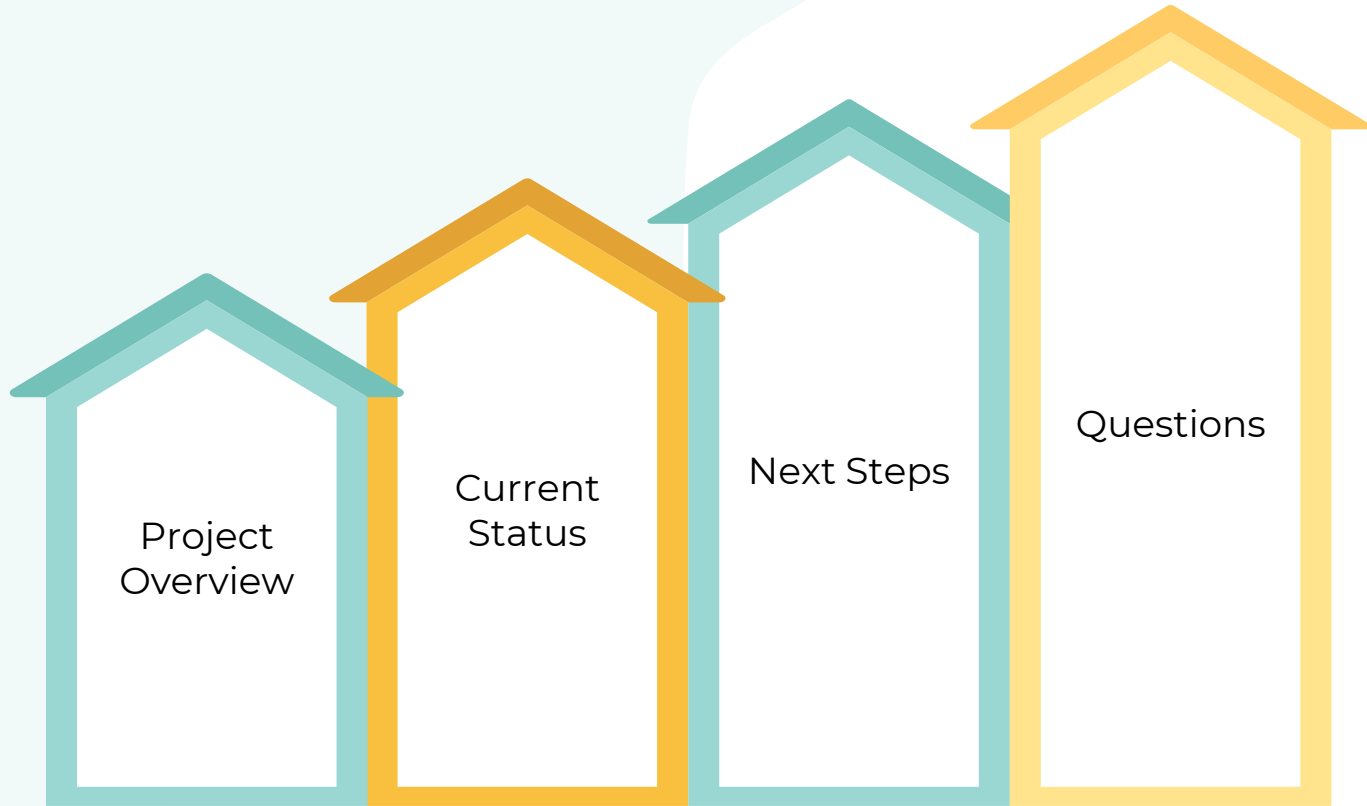 Project
Overview
Current
Status
Next Steps
Questions